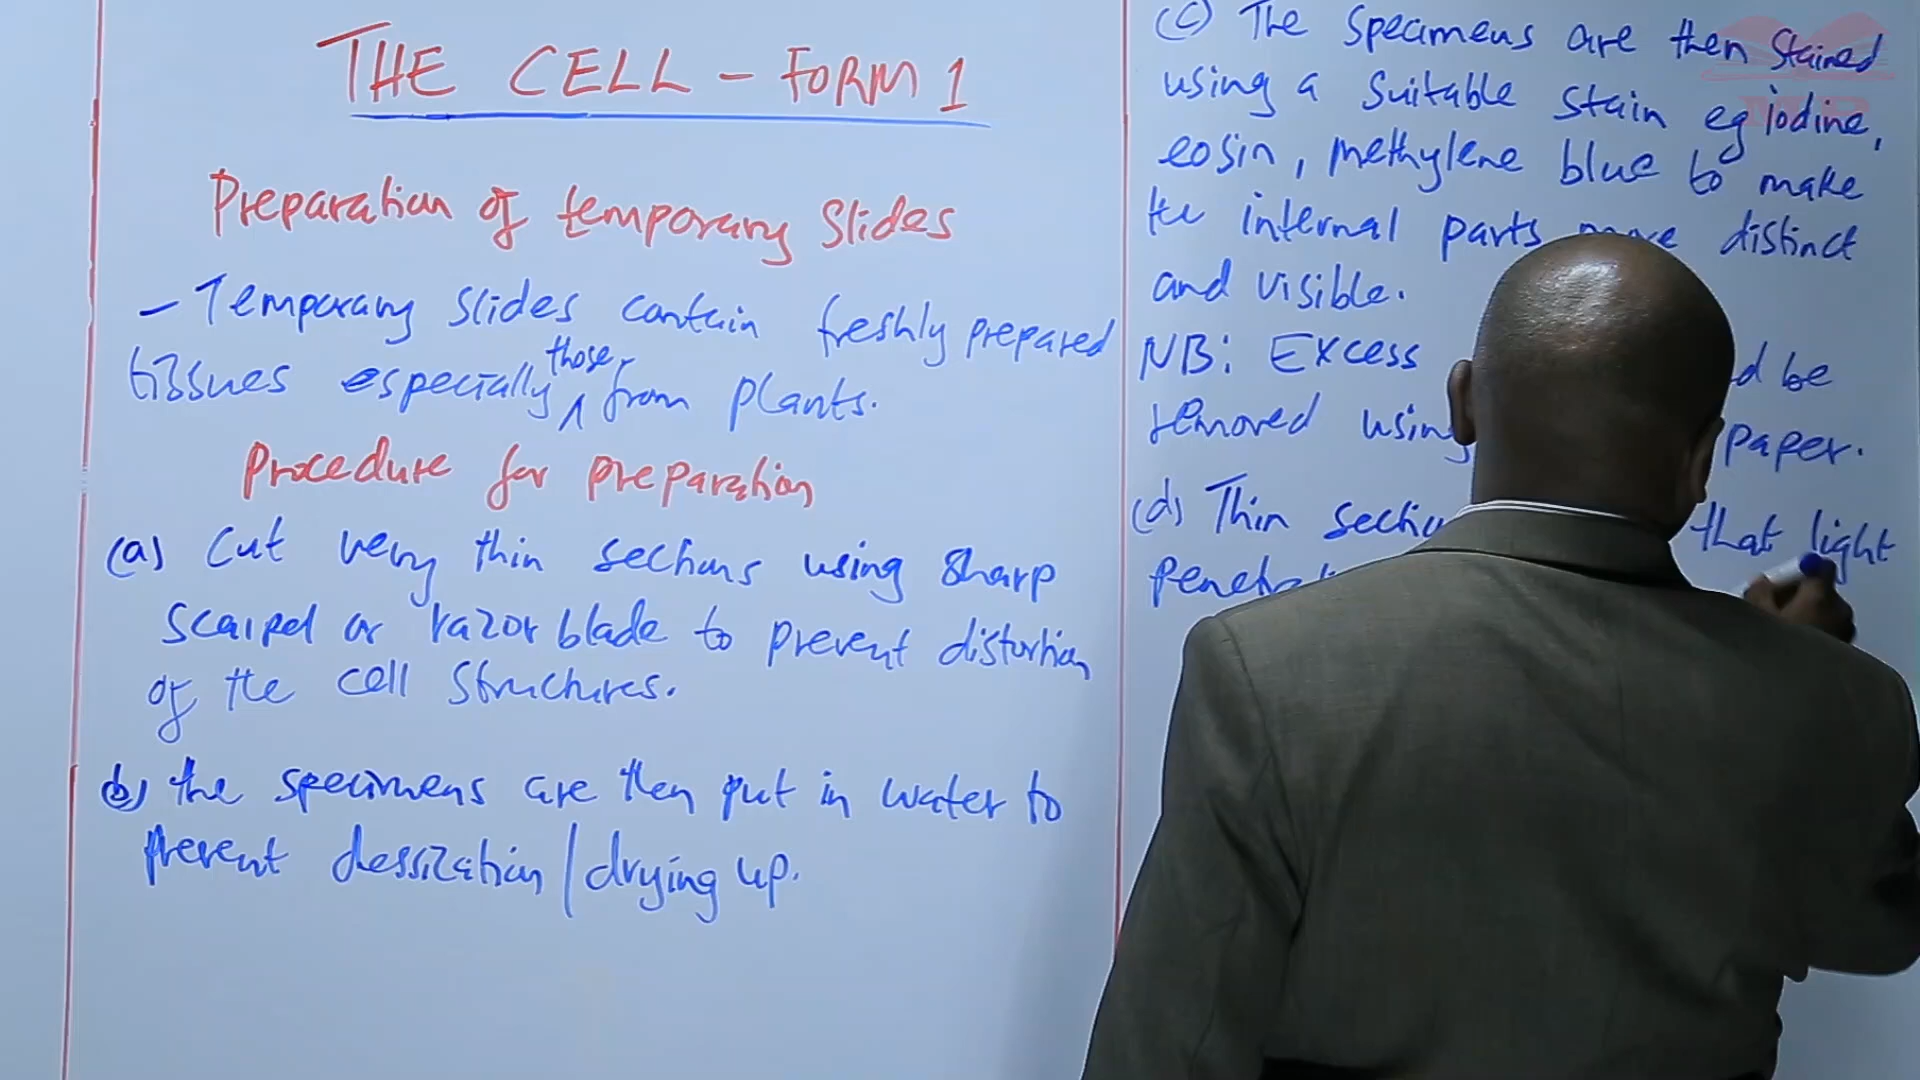 THE CELL - FORM 1
Preparation of temporary slides
- Temporary slides contain freshly prepared
those
tissues especially ∧ from plants.
Procedure for preparation
(a) Cut very thin sections using sharp
scalpel or razor blade to prevent distortion
of the cell structures.
(b) The specimens are then put in water to
prevent dessication / drying up.
(c) The specimens are then stained
using a suitable stain eg iodine,
eosin, methylene blue to make
the internal parts more distinct
and visible.
NB: Excess be
removed using paper.
(d) Thin that light